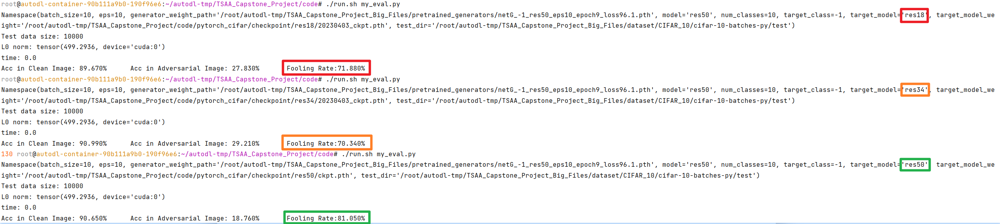 root@autodl-container-90b111a9b0-190f96e6:~/autodl-tmp/TSAA_Capstone_Project/code# ./run.sh my_eval.py
Namespace(batch_size=10, eps=10, generator_weight_path='/root/autodl-tmp/TSAA_Capstone_Project_Big_Files/pretrained_generators/netG_-1_res50_eps10_epoch9_loss96.1.pth', model='res50', num_classes=10, target_class=-1, target_model='res18', target_model_we
ight='/root/autodl-tmp/TSAA_Capstone_Project/code/pytorch_cifar/checkpoint/res18/20230403_ckpt.pth', test_dir='/root/autodl-tmp/TSAA_Capstone_Project_Big_Files/dataset/CIFAR_10/cifar-10-batches-py/test')
Test data size: 10000
L0 norm: tensor(499.2936, device='cuda:0')
time: 0.0
Acc in Clean Image: 89.670%      Acc in Adversarial Image: 27.830%       Fooling Rate:71.880%
root@autodl-container-90b111a9b0-190f96e6:~/autodl-tmp/TSAA_Capstone_Project/code# ./run.sh my_eval.py
Namespace(batch_size=10, eps=10, generator_weight_path='/root/autodl-tmp/TSAA_Capstone_Project_Big_Files/pretrained_generators/netG_-1_res50_eps10_epoch9_loss96.1.pth', model='res50', num_classes=10, target_class=-1, target_model='res34', target_model_we
ight='/root/autodl-tmp/TSAA_Capstone_Project/code/pytorch_cifar/checkpoint/res34/20230403_ckpt.pth', test_dir='/root/autodl-tmp/TSAA_Capstone_Project_Big_Files/dataset/CIFAR_10/cifar-10-batches-py/test')
Test data size: 10000
L0 norm: tensor(499.2936, device='cuda:0')
time: 0.0
Acc in Clean Image: 90.990%      Acc in Adversarial Image: 29.210%       Fooling Rate:70.340%
130 root@autodl-container-90b111a9b0-190f96e6:~/autodl-tmp/TSAA_Capstone_Project/code# ./run.sh my_eval.py
Namespace(batch_size=10, eps=10, generator_weight_path='/root/autodl-tmp/TSAA_Capstone_Project_Big_Files/pretrained_generators/netG_-1_res50_eps10_epoch9_loss96.1.pth', model='res50', num_classes=10, target_class=-1, target_model='res50' target_model_we
ight='/root/autodl-tmp/TSAA_Capstone_Project/code/pytorch_cifar/checkpoint/res50/ckpt.pth', test_dir='/root/autodl-tmp/TSAA_Capstone_Project_Big_Files/dataset/CIFAR_10/cifar-10-batches-py/test')
Test data size: 10000
L0 norm: tensor(499.2936, device='cuda:0')
time: 0.0
Acc in Clean Image: 90.650%      Acc in Adversarial Image: 18.760%       Fooling Rate:81.050%